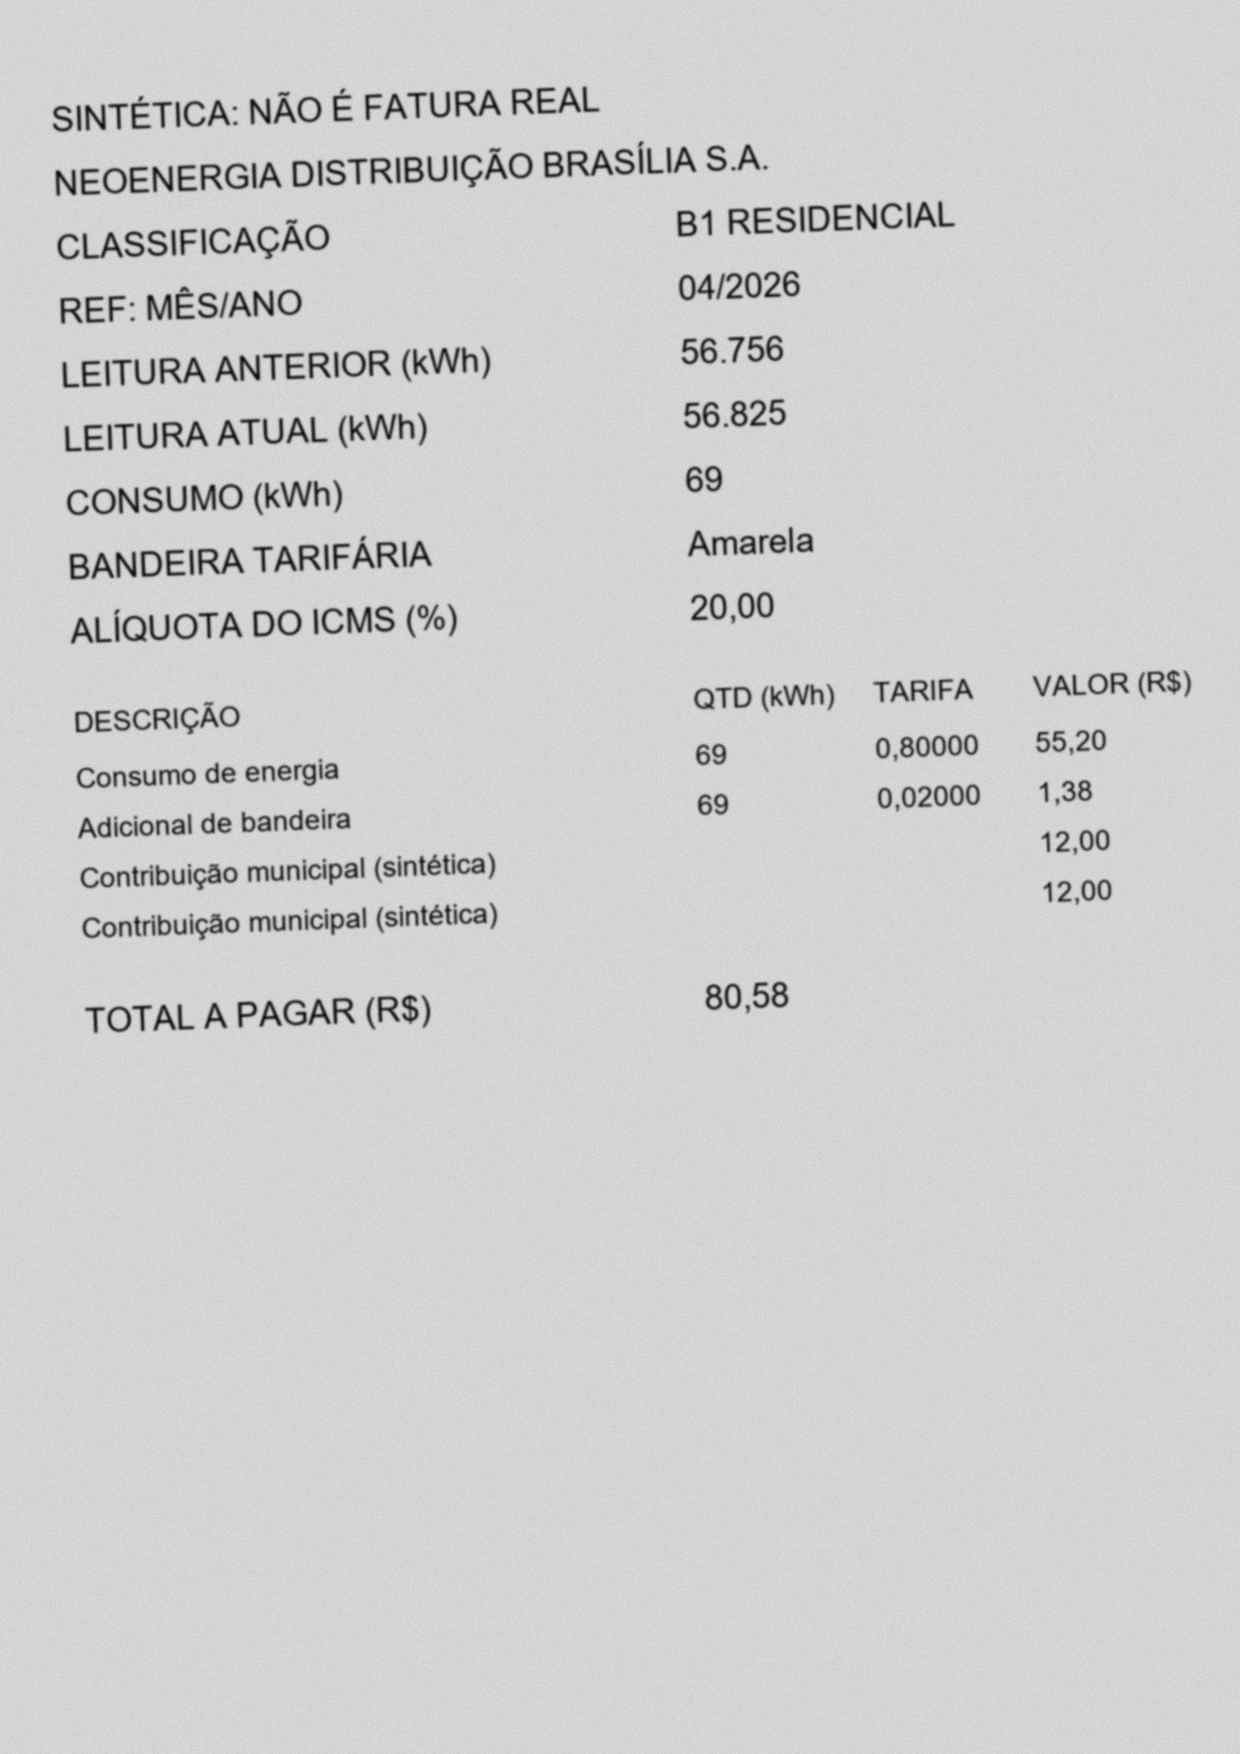 SINTÉTICA: NÃO É FATURA REAL
NEOENERGIA DISTRIBUIÇÃO BRASÍLIA S.A.
CLASSIFICAÇÃO B1 RESIDENCIAL
REF: MÊS/ANO 04/2026
LEITURA ANTERIOR (kWh) 56.756
LEITURA ATUAL (kWh) 56.825
CONSUMO (kWh) 69
BANDEIRA TARIFÁRIA Amarela
ALÍQUOTA DO ICMS (%) 20,00
DESCRIÇÃO QTD (kWh) TARIFA VALOR (R$)
Consumo de energia 69 0,80000 55,20
Adicional de bandeira 69 0,02000 1,38
Contribuição municipal (sintética) 12,00
Contribuição municipal (sintética) 12,00
TOTAL A PAGAR (R$) 80,58